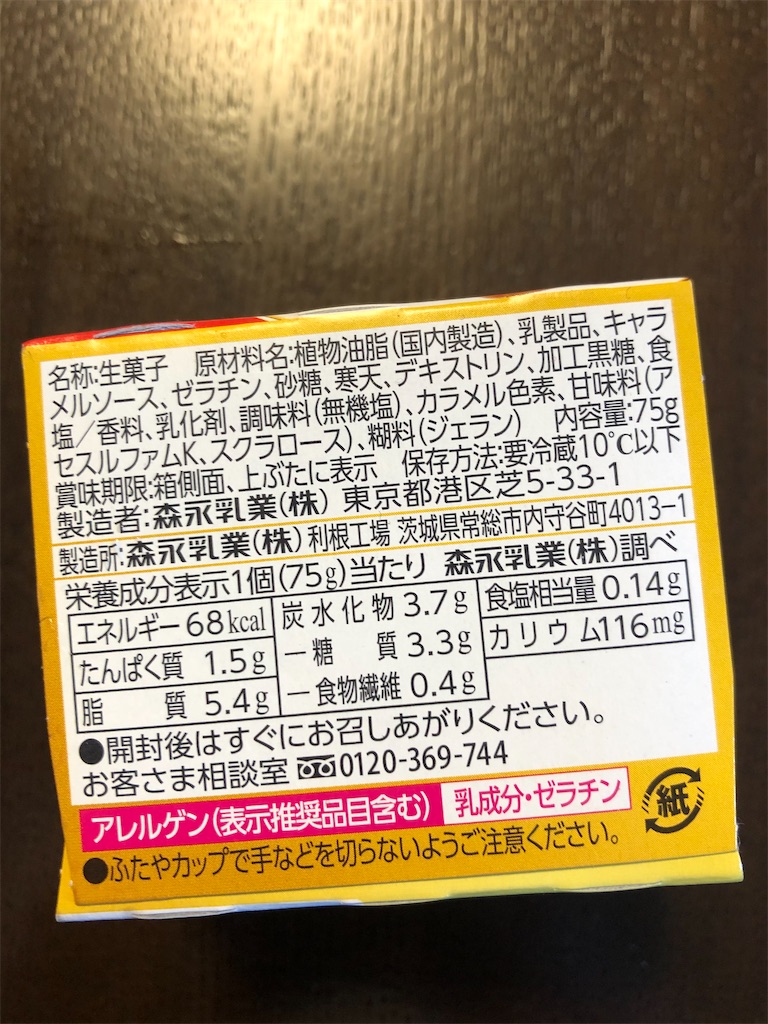 名称:生菓子 原材料名:植物油脂(国内製造)、乳製品、キャラ
メルソース、ゼラチン、砂糖、寒天、デキストリン、加工黒糖、食
塩/香料、乳化剤、調味料(無機塩)、カラメル色素、甘味料(ア
セスルファムK、スクラロース)、糊料(ジェラン) 内容量:75g
賞味期限:箱側面、上ぶたに表示 保存方法:要冷蔵10℃以下
製造者:森永乳業(株) 東京都港区芝5-33-1
製造所:森永乳業(株)利根工場 茨城県常総市内守谷町4013-1
栄養成分表示1個(75g)当たり 森永乳業(株)調べ
エネルギー68kcal
たんぱく質 1.5g
脂質 5.4g
炭水化物 3.7g
-糖質 3.3g
-食物繊維 0.4g
食塩相当量 0.14g
カリウム116mg
●開封後はすぐにお召しあがりください。
お客さま相談室 0120-369-744
アレルゲン(表示推奨品目含む) 乳成分・ゼラチン
紙
●ふたやカップで手などを切らないようご注意ください。